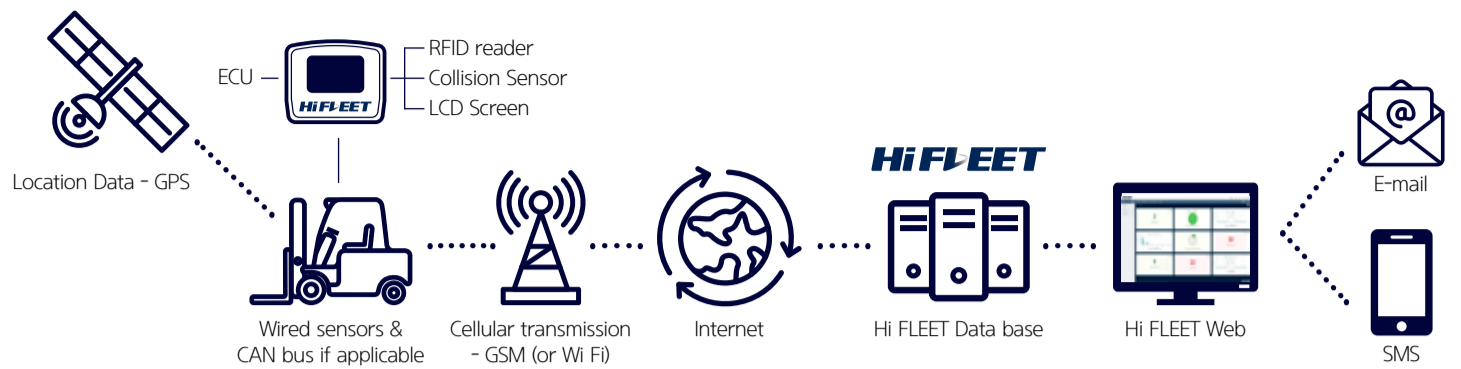 RFID reader
ECU
Collision Sensor
HiFLEET
LCD Screen
Location Data - GPS
HiFLEET
@
E-mail
Wired sensors &
CAN bus if applicable
Cellular transmission
- GSM (or Wi Fi)
Internet
Hi FLEET Data base
Hi FLEET Web
SMS